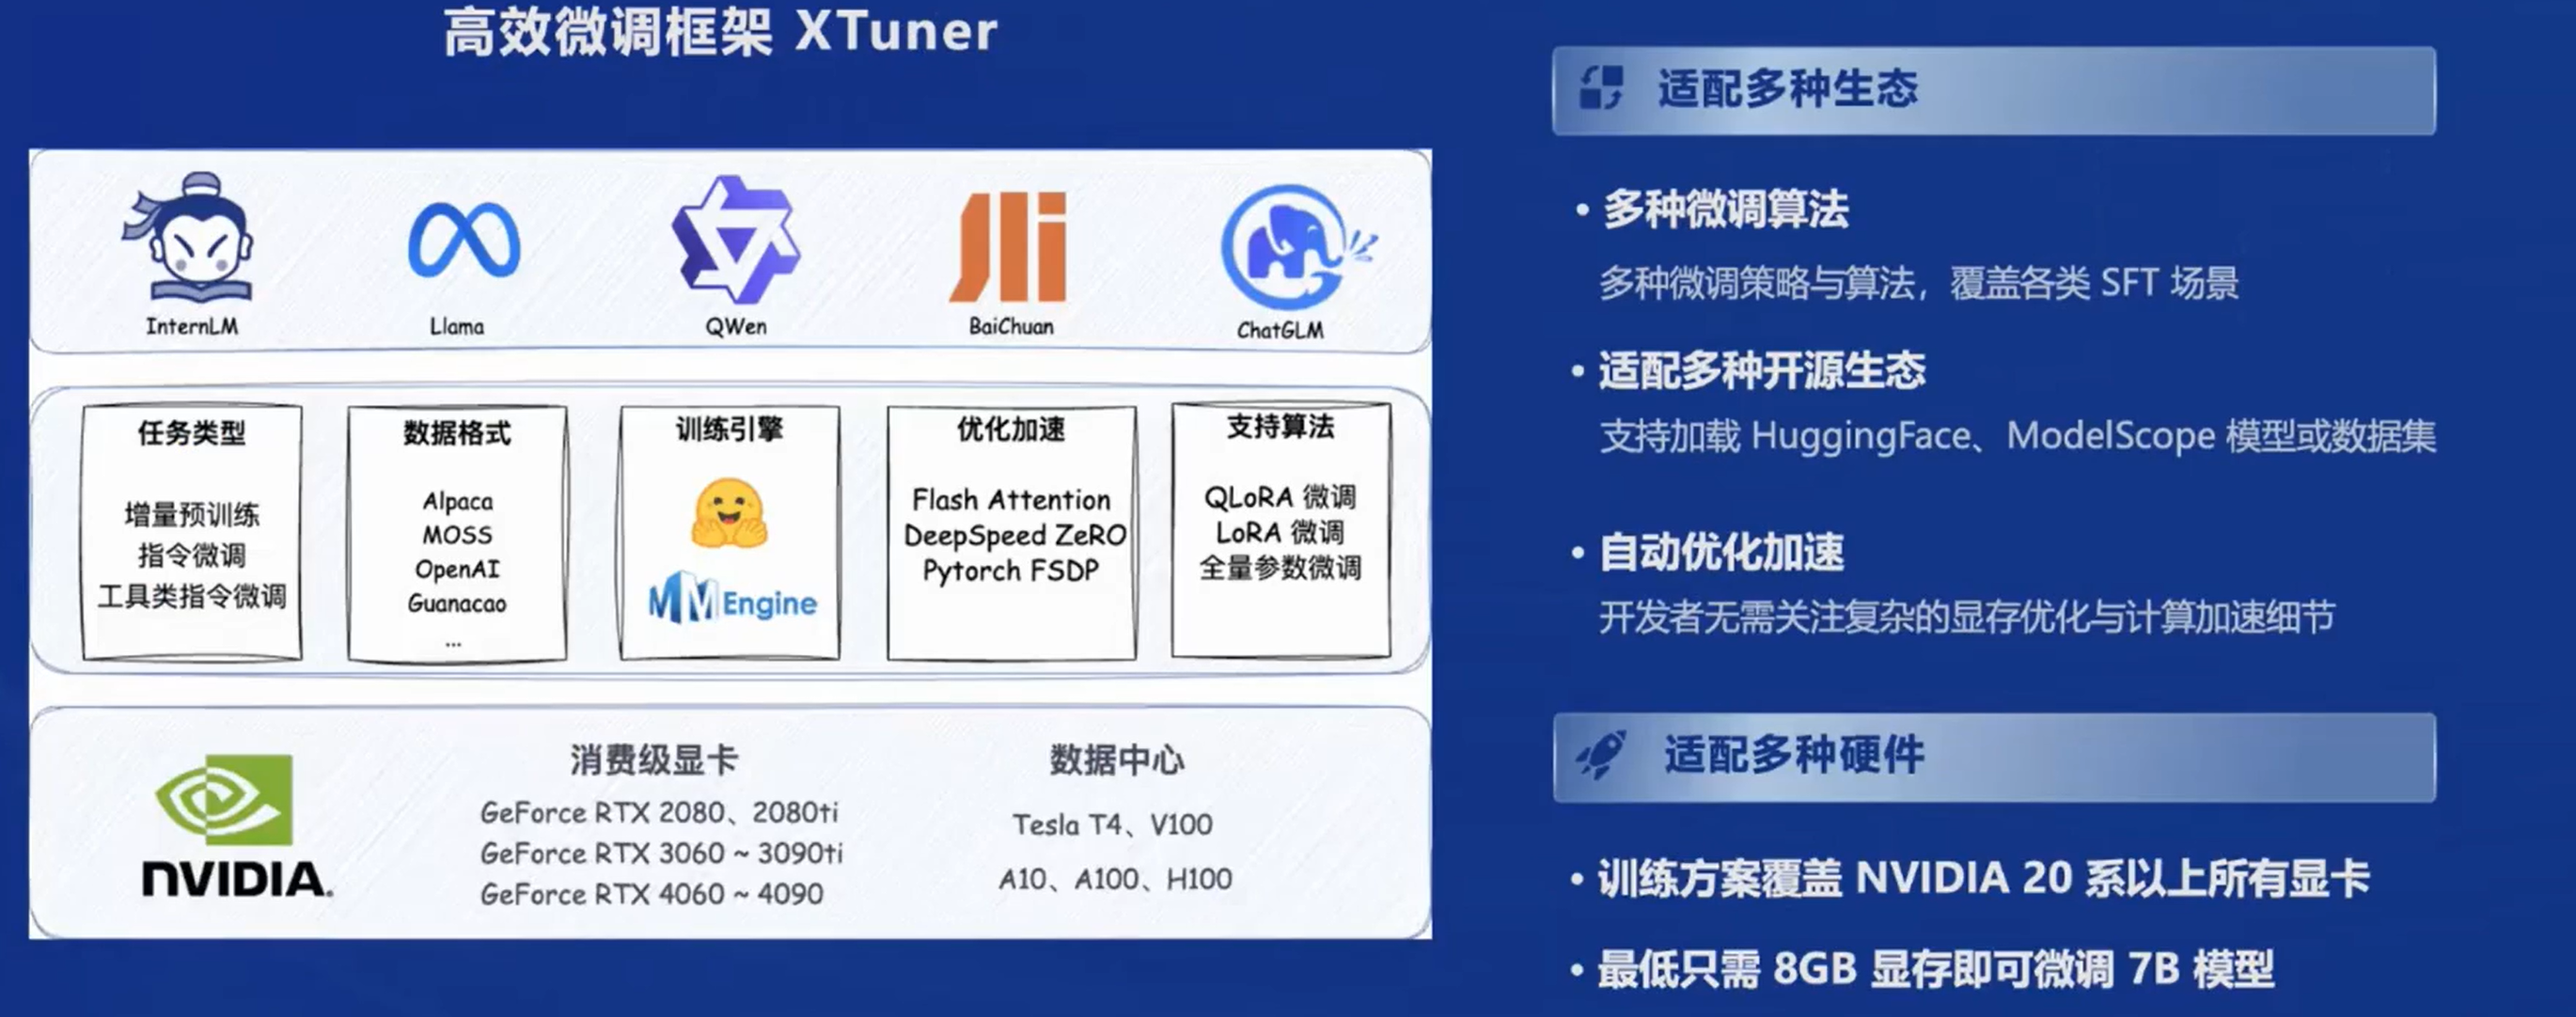 高效微调框架 XTuner
InternLM
Llama
QWen
BaiChuan
ChatGLM
任务类型
增量预训练
指令微调
工具类指令微调
数据格式
Alpaca
MOSS
OpenAI
Guanacao
...
训练引擎
MMEngine
优化加速
Flash Attention
DeepSpeed ZeRO
Pytorch FSDP
支持算法
QLoRA 微调
LoRA 微调
全量参数微调
NVIDIA.
消费级显卡
GeForce RTX 2080、2080ti
GeForce RTX 3060 ~ 3090ti
GeForce RTX 4060 ~ 4090
数据中心
Tesla T4、V100
A10、A100、H100
适配多种生态
• 多种微调算法
多种微调策略与算法，覆盖各类 SFT 场景
• 适配多种开源生态
支持加载 HuggingFace、ModelScope 模型或数据集
• 自动优化加速
开发者无需关注复杂的显存优化与计算加速细节
适配多种硬件
• 训练方案覆盖 NVIDIA 20 系以上所有显卡
• 最低只需 8GB 显存即可微调 7B 模型